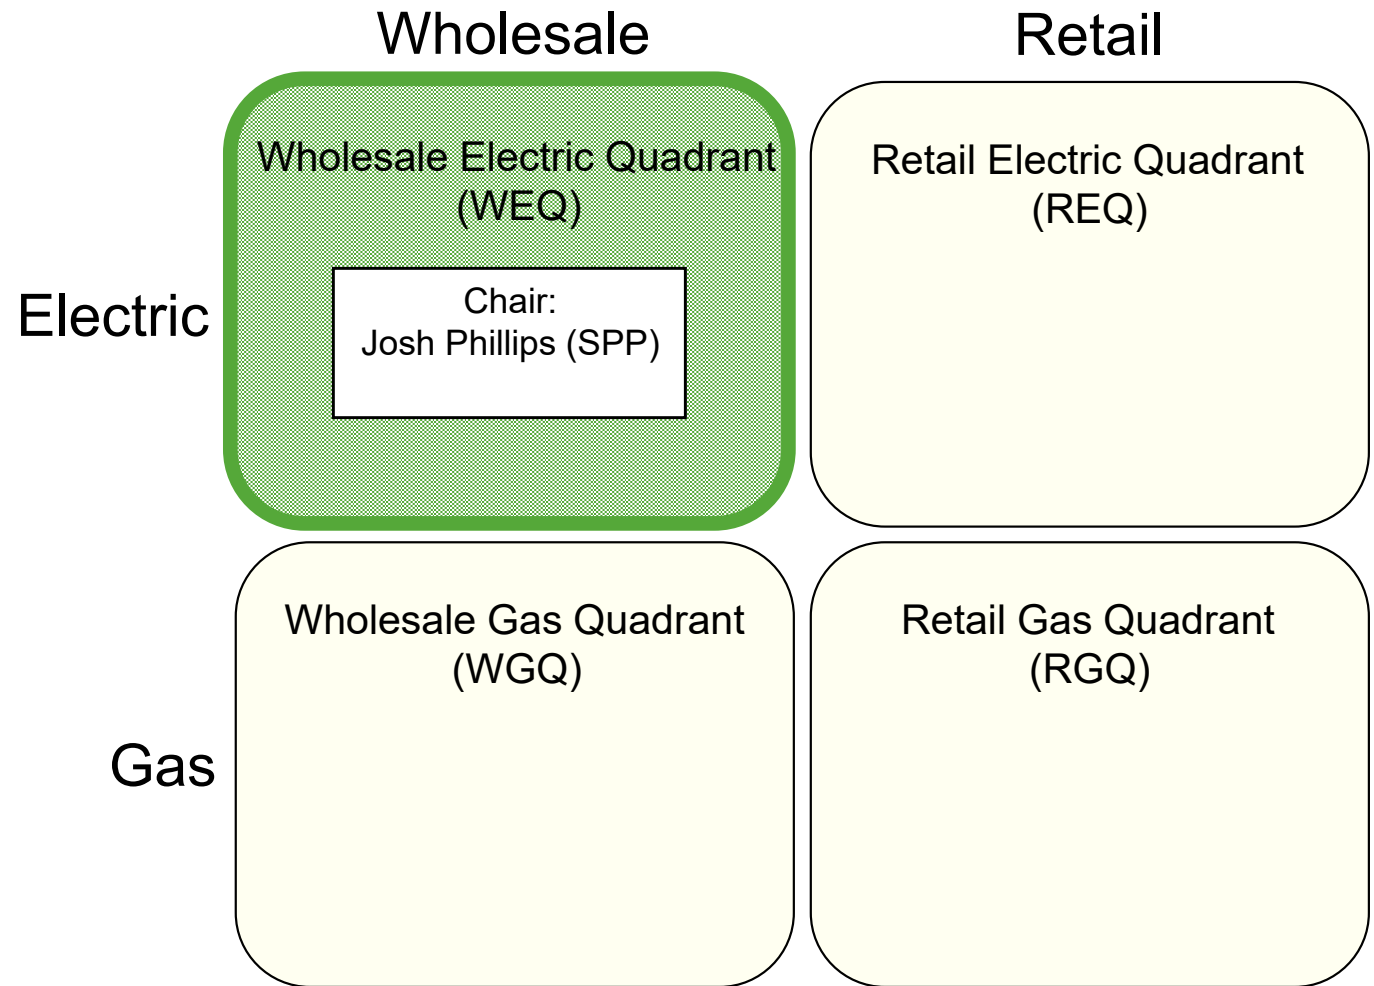 Wholesale
Retail
Wholesale Electric Quadrant
(WEQ)
Retail Electric Quadrant
(REQ)
Electric
Chair:
Josh Phillips (SPP)
Wholesale Gas Quadrant
(WGQ)
Retail Gas Quadrant
(RGQ)
Gas